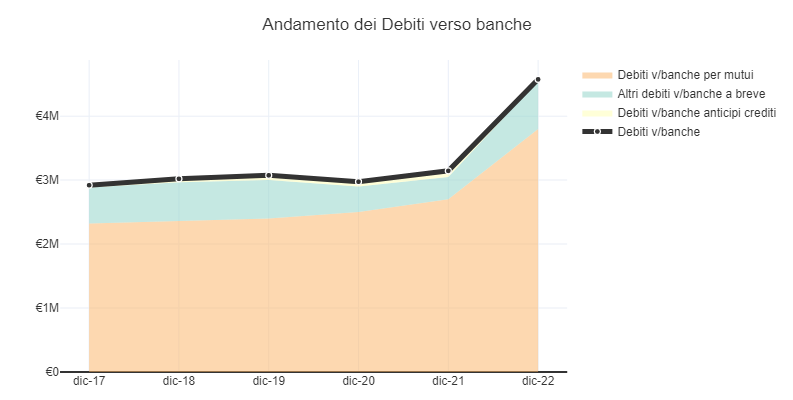 Andamento dei Debiti verso banche
Debiti v/banche per mutui
Altri debiti v/banche a breve
Debiti v/banche anticipi crediti
Debiti v/banche
€4M
€3M
€2M
€1M
€0
dic-17 dic-18 dic-19 dic-20 dic-21 dic-22